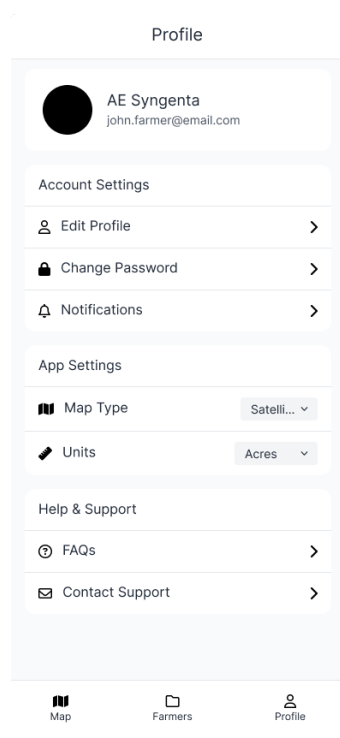 Profile
AE Syngenta
john.farmer@email.com
Account Settings
Edit Profile
Change Password
Notifications
App Settings
Map Type
Satelli...
Units
Acres
Help & Support
FAQs
Contact Support
Map
Farmers
Profile